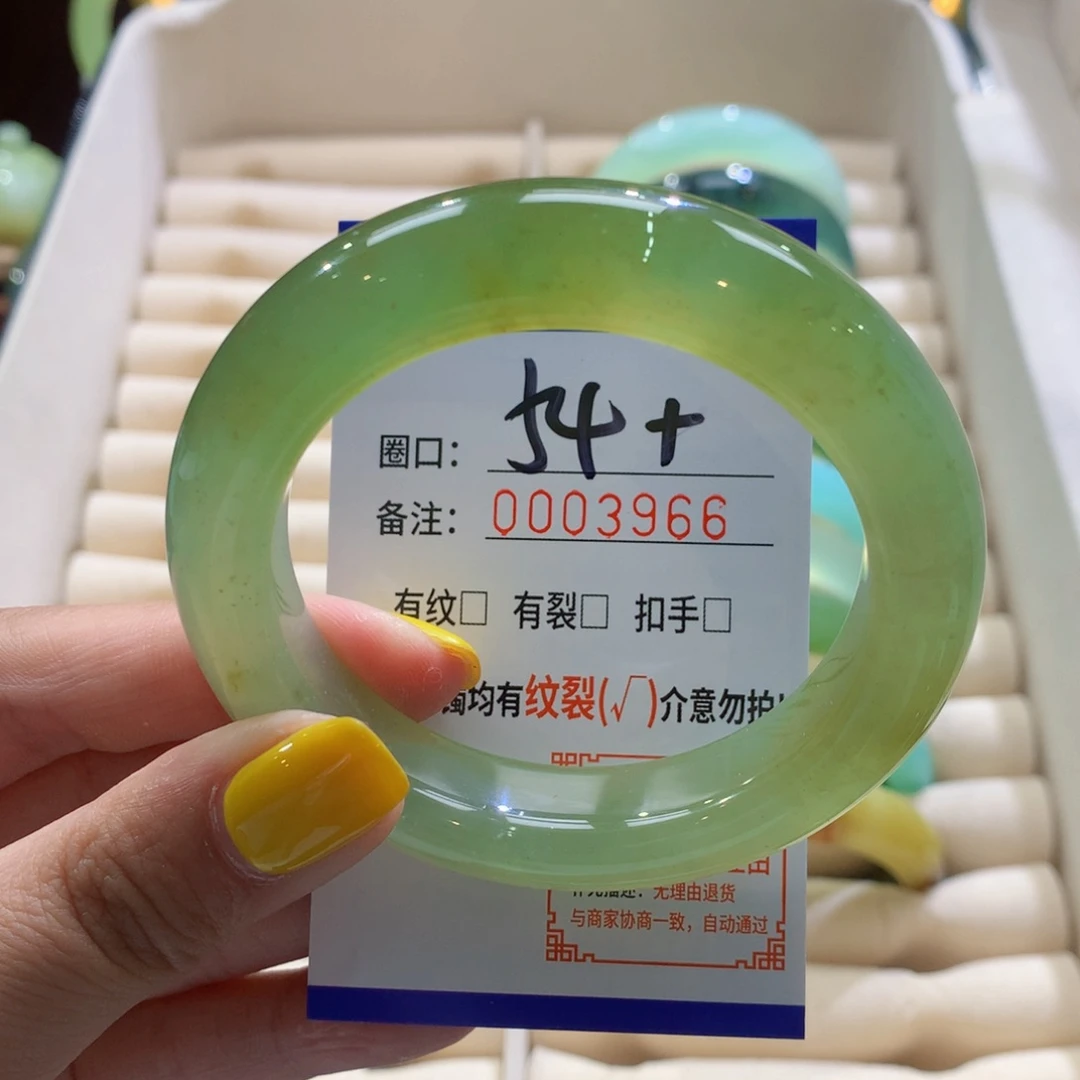 圈口: 54+
备注: 0003966
有纹□ 有裂□ 扣手□
镯均有纹裂(√)介意勿拍!
无理由退货
与商家协商一致，自动通过